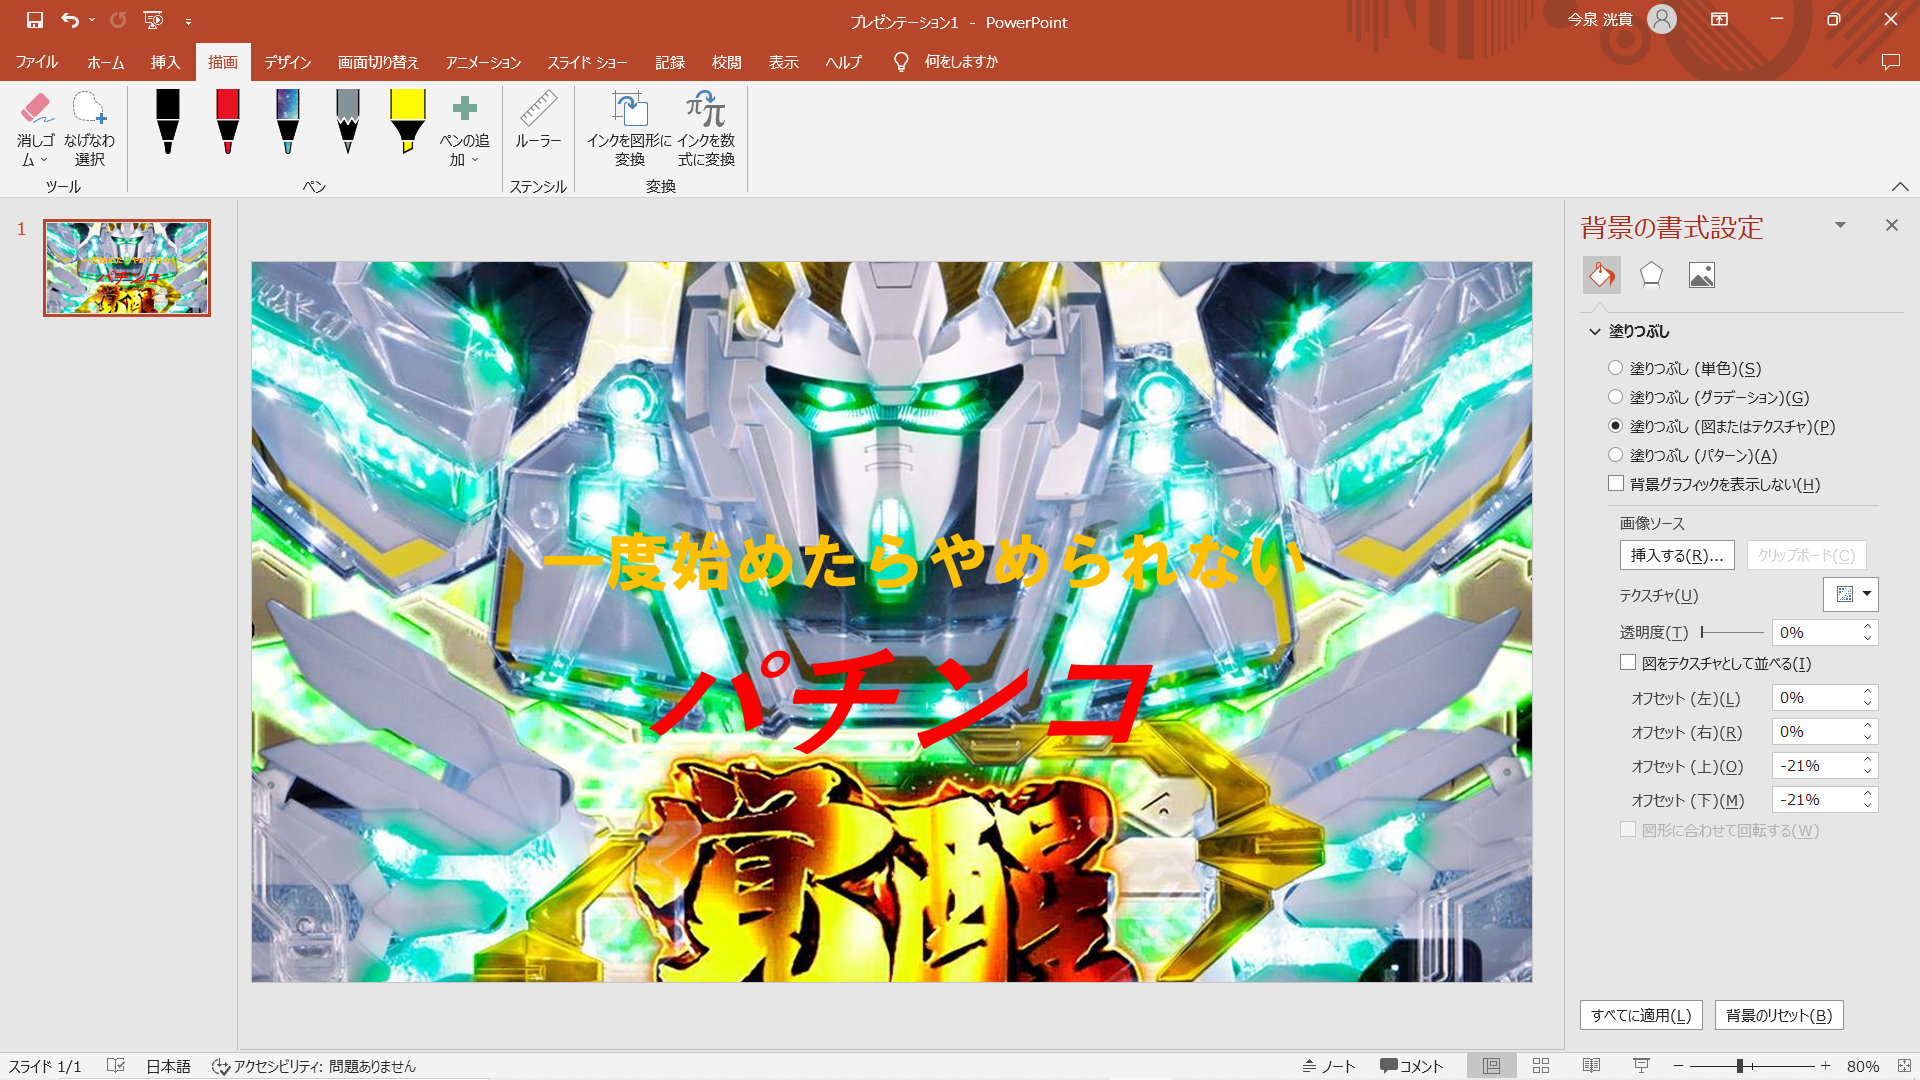 プレゼンテーション1 - PowerPoint
今泉 洸貴
ファイル ホーム 挿入 描画 デザイン 画面切り替え アニメーション スライド ショー 記録 校閲 表示 ヘルプ 何をしますか
消しゴム
なげなわ選択
ツール
ペンの追加
ペン
ルーラー
ステンシル
インクを図形に変換
インクを数式に変換
変換
1
一度始めたらやめられない
パチンコ
覚醒
背景の書式設定
塗りつぶし
塗りつぶし (単色)(S)
塗りつぶし (グラデーション)(G)
塗りつぶし (図またはテクスチャ)(P)
塗りつぶし (パターン)(A)
背景グラフィックを表示しない(H)
画像ソース
挿入する(R)... クリップボード(C)
テクスチャ(U)
透明度(T) 0%
図をテクスチャとして並べる(I)
オフセット (左)(L) 0%
オフセット (右)(R) 0%
オフセット (上)(O) -21%
オフセット (下)(M) -21%
図形に合わせて回転する(W)
すべてに適用(L) 背景のリセット(B)
スライド 1/1 日本語 アクセシビリティ: 問題ありません ノート コメント 80%